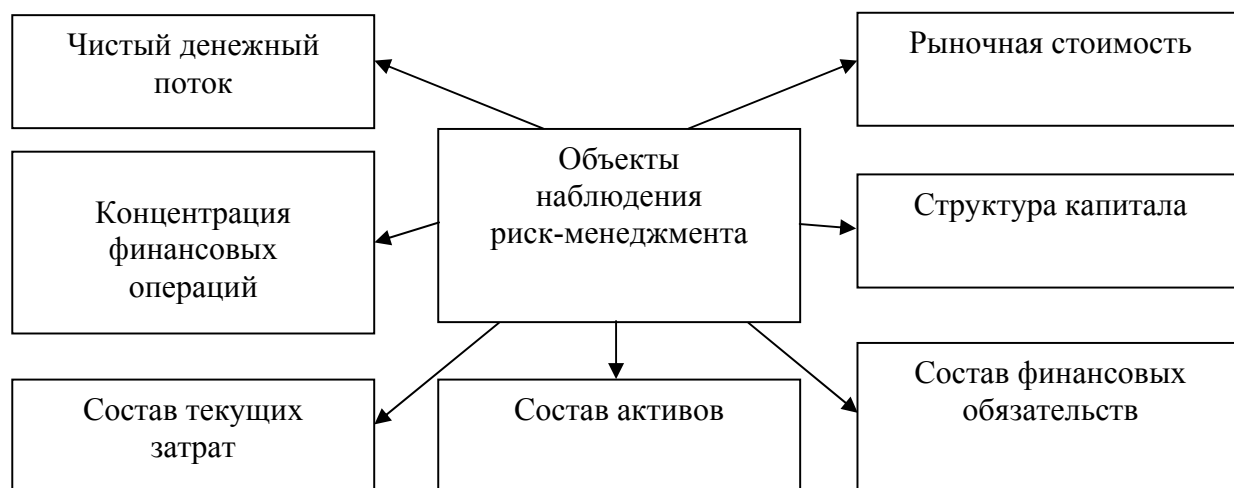 Чистый денежный
поток
Рыночная стоимость
Объекты
наблюдения
риск-менеджмента
Концентрация
финансовых
операций
Структура капитала
Состав текущих
затрат
Состав активов
Состав финансовых
обязательств